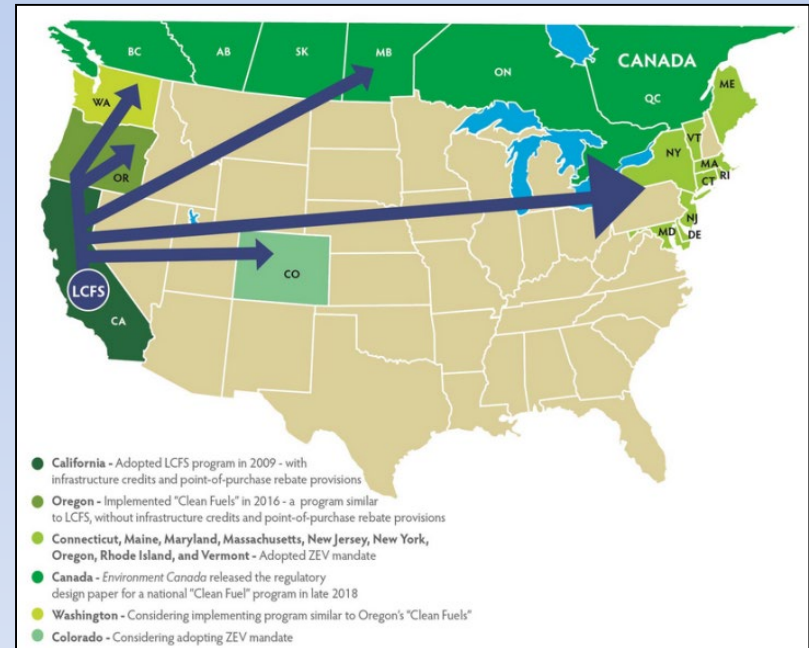 BC
AB
SK
MB
ON
CANADA
QC
ME
WA
OR
VT
NY
MA
RI
CT
NJ
MD
DE
CO
LCFS
CA
California - Adopted LCFS program in 2009 - with
infrastructure credits and point-of-purchase rebate provisions
Oregon - Implemented "Clean Fuels" in 2016 - a program similar
to LCFS, without infrastructure credits and point-of-purchase rebate provisions
Connecticut, Maine, Maryland, Massachusetts, New Jersey, New York,
Oregon, Rhode Island, and Vermont - Adopted ZEV mandate
Canada - Environment Canada released the regulatory
design paper for a national "Clean Fuel" program in late 2018
Washington - Considering implementing program similar to Oregon's "Clean Fuels"
Colorado - Considering adopting ZEV mandate